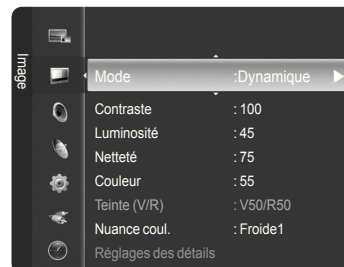 Image
Mode :Dynamique
Contraste : 100
Luminosité : 45
Netteté : 75
Couleur : 55
Teinte (V/R) : V50/R50
Nuance coul. : Froide1
Réglages des détails